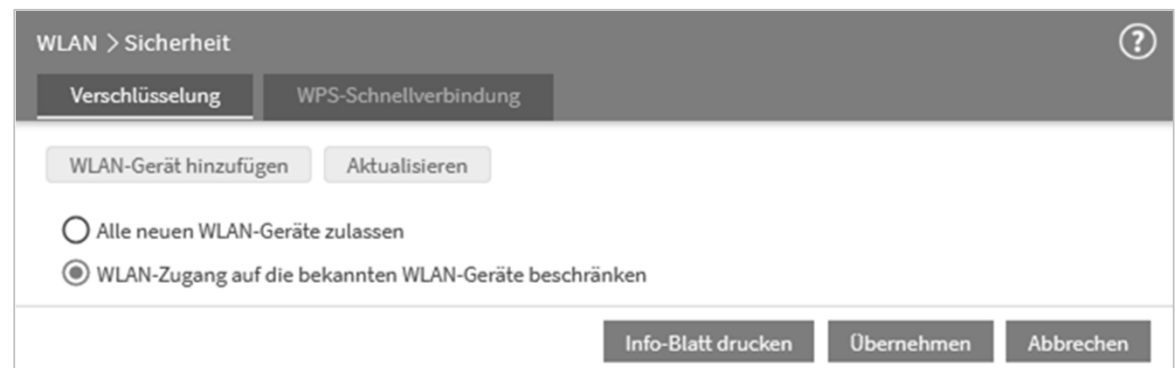 WLAN > Sicherheit
?
Verschlüsselung WPS-Schnellverbindung
WLAN-Gerät hinzufügen Aktualisieren
Alle neuen WLAN-Geräte zulassen
WLAN-Zugang auf die bekannten WLAN-Geräte beschränken
Info-Blatt drucken Übernehmen Abbrechen